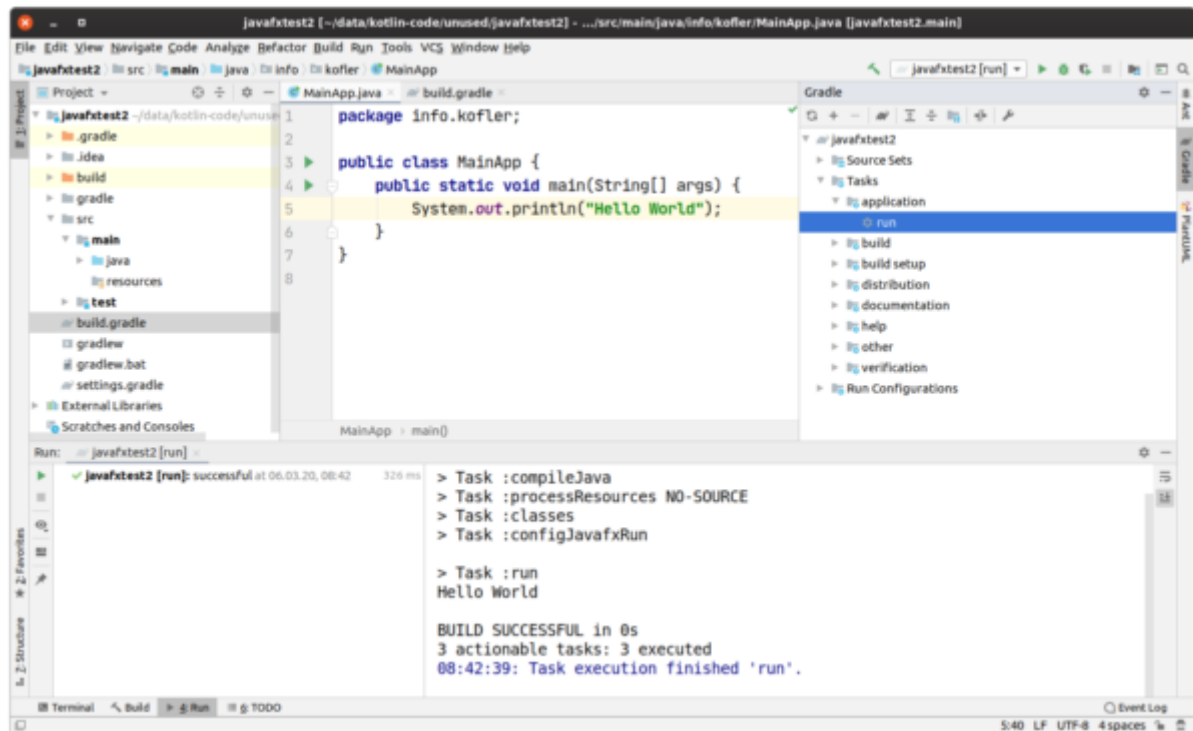 javafxtest2 [~/data/kotlin-code/unused/javafxtest2] - .../src/main/java/info/kofler/MainApp.java [javafxtest2.main]
File Edit View Navigate Code Analyze Refactor Build Run Tools VCS Window Help
javafxtest2 src main java info kofler MainApp
javafxtest2 [run]
1: Project
Project
javafxtest2 ~/data/kotlin-code/unuse
.gradle
.idea
build
gradle
src
main
java
resources
test
build.gradle
gradlew
gradlew.bat
settings.gradle
External Libraries
Scratches and Consoles
MainApp.java build.gradle
1 package info.kofler;
2
3 public class MainApp {
4 public static void main(String[] args) {
5 System.out.println("Hello World");
6 }
7 }
8
MainApp › main()
Gradle
javafxtest2
Source Sets
Tasks
application
run
build
build setup
distribution
documentation
help
other
verification
Run Configurations
Ant
Gradle
PlantUML
Run: javafxtest2 [run]
javafxtest2 [run]: successful at 06.03.20, 08:42 326 ms
> Task :compileJava
> Task :processResources NO-SOURCE
> Task :classes
> Task :configJavafxRun
> Task :run
Hello World
BUILD SUCCESSFUL in 0s
3 actionable tasks: 3 executed
08:42:39: Task execution finished 'run'.
2: Favorites
Z: Structure
Terminal Build 4: Run 6: TODO
Event Log
5:40 LF UTF-8 4 spaces